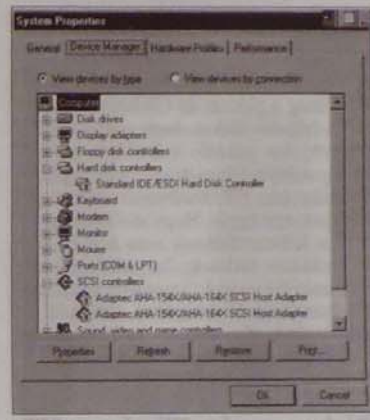 System Properties
General Device Manager Hardware Profiles Performance
View devices by type View devices by connection
Computer
Disk drives
Display adapters
Floppy disk controllers
Hard disk controllers
Standard IDE/ESDI Hard Disk Controller
Keyboard
Modem
Monitor
Mouse
Ports (COM & LPT)
SCSI controllers
Adaptec AHA-154X/AHA-164X SCSI Host Adapter
Adaptec AHA-154X/AHA-164X SCSI Host Adapter
Sound, video and game controllers
Properties Refresh Remove Print...
OK Cancel